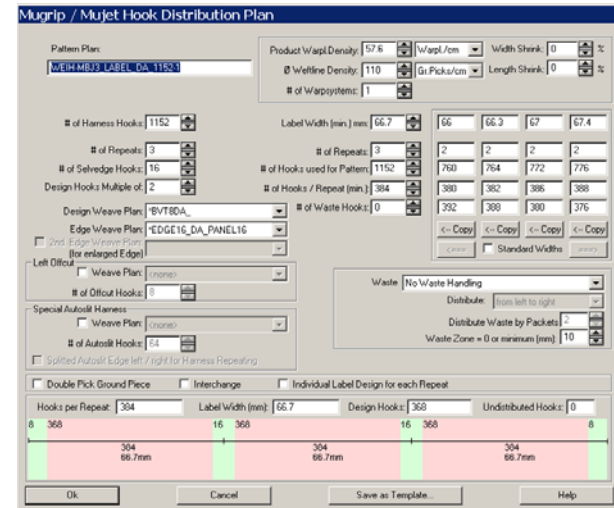 Mugrip / Mujet Hook Distribution Plan
Pattern Plan:
WEIH-MBJ3_LABEL_DA_1152-1
Product Warpl.Density: 57.6 Warpl./cm Width Shrink: 0 %
Ø Weftline Density: 110 Gr.Picks/cm Length Shrink: 0 %
# of Warpsystems: 1
# of Harness Hooks: 1152
# of Repeats: 3
# of Selvedge Hooks: 16
Design Hooks Multiple of: 2
Label Width (min.) mm: 66.7 66 66.3 67 67.4
# of Repeats: 3 2 2 2 2
# of Hooks used for Pattern: 1152 760 764 772 776
# of Hooks / Repeat (min.): 384 380 382 386 388
# of Waste Hooks: 0 392 388 380 376
<-- Copy <-- Copy <-- Copy <-- Copy
<=== Standard Widths ===>
Design Weave Plan: *BVT8DA_
Edge Weave Plan: *EDGE16_DA_PANEL16
2nd. Edge Weave Plan:
(for enlarged Edge)
Left Offcut
Weave Plan: <none>
# of Offcut Hooks: 8
Special Autoslit Harness
Weave Plan: <none>
# of Autoslit Hooks: 64
Splitted Autoslit Edge left / right for Harness Repeating
Waste No Waste Handling
Distribute: from left to right
Distribute Waste by Packets: 2
Waste Zone = 0 or minimum (mm): 10
Double Pick Ground Piece Interchange Individual Label Design for each Repeat
Hooks per Repeat: 384 Label Width (mm): 66.7 Design Hooks: 368 Undistributed Hooks: 0
8 368 16 368 16 368 8
384 384 384
66.7mm 66.7mm 66.7mm
Ok Cancel Save as Template... Help